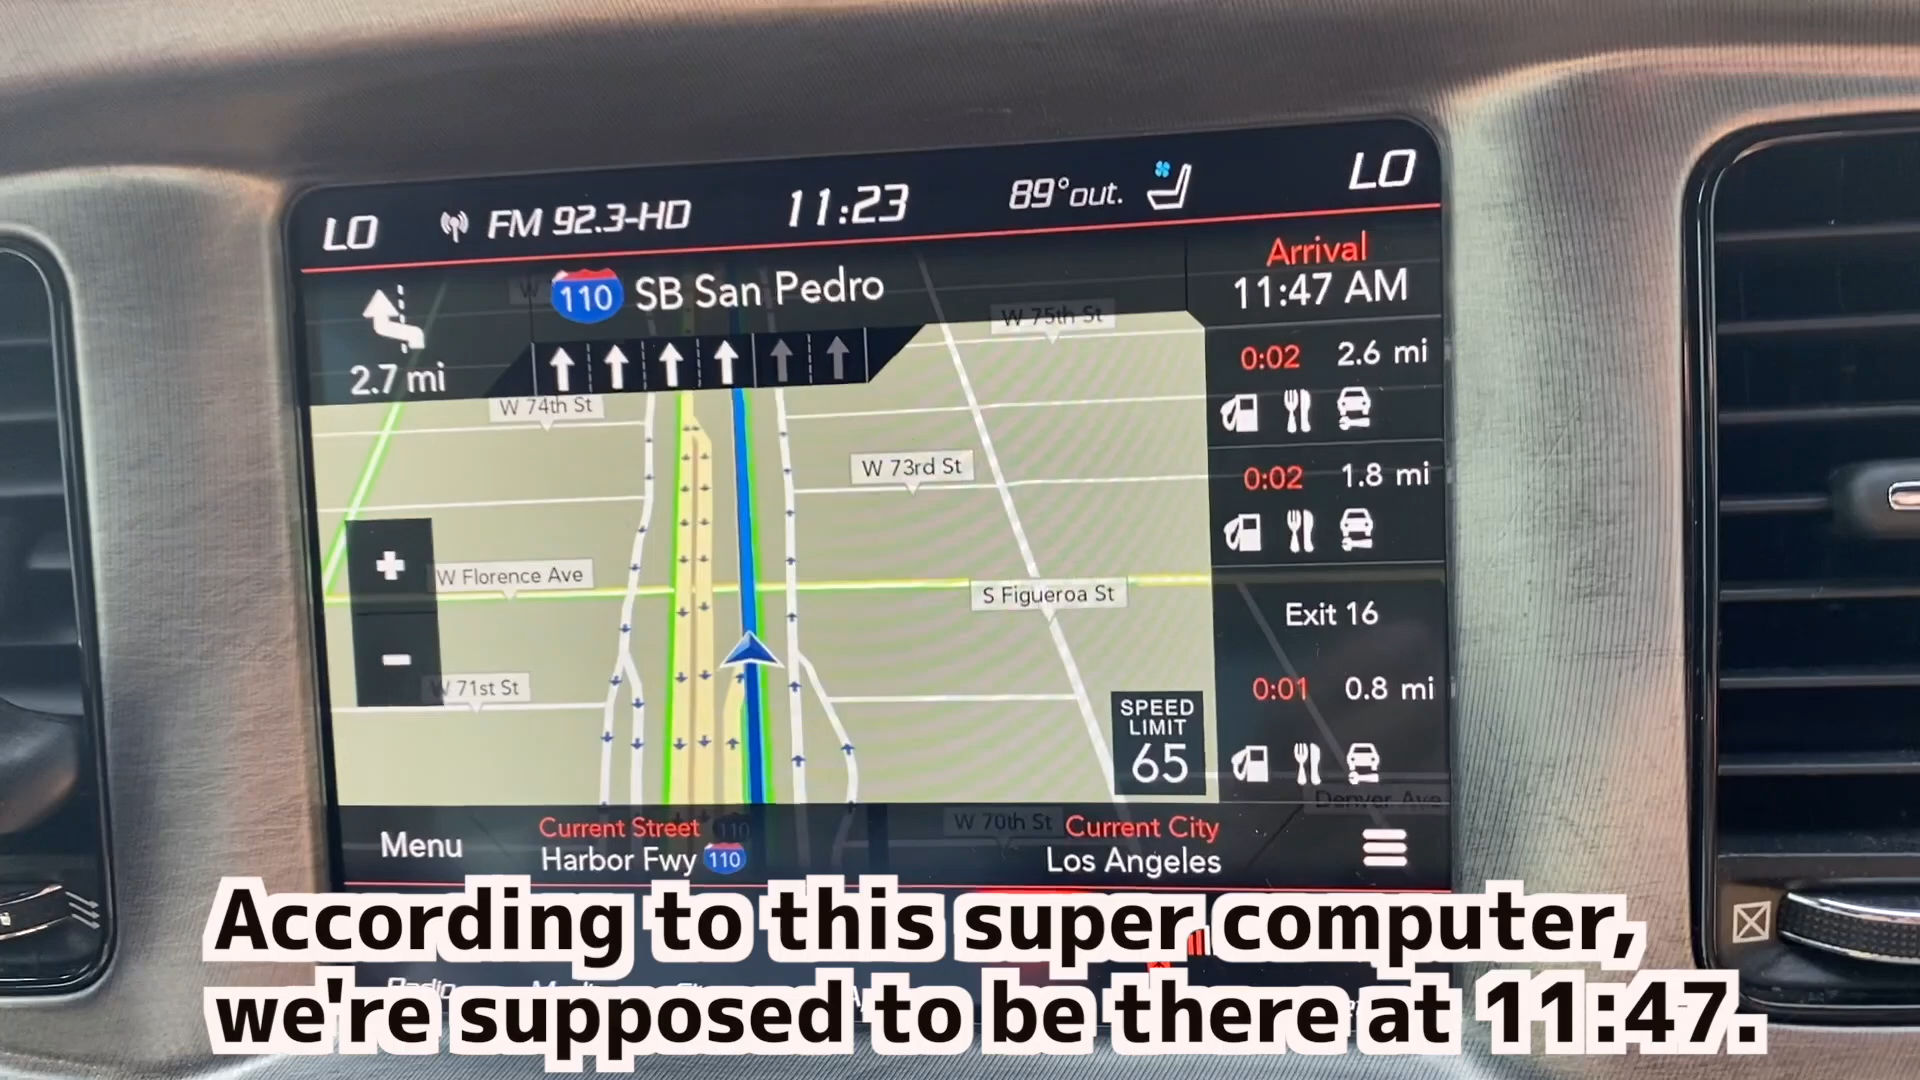 LO FM 92.3-HD 11:23 89°out. LO
110 SB San Pedro
2.7 mi
Arrival
11:47 AM
W 75th St
0:02 2.6 mi
W 74th St
W 73rd St
0:02 1.8 mi
W Florence Ave
S Figueroa St
Exit 16
W 71st St
0:01 0.8 mi
SPEED
LIMIT
65
Denver Ave
Menu
Current Street 110
Harbor Fwy 110
W 70th St
Current City
Los Angeles
Radio
According to this super computer,
we're supposed to be there at 11:47.